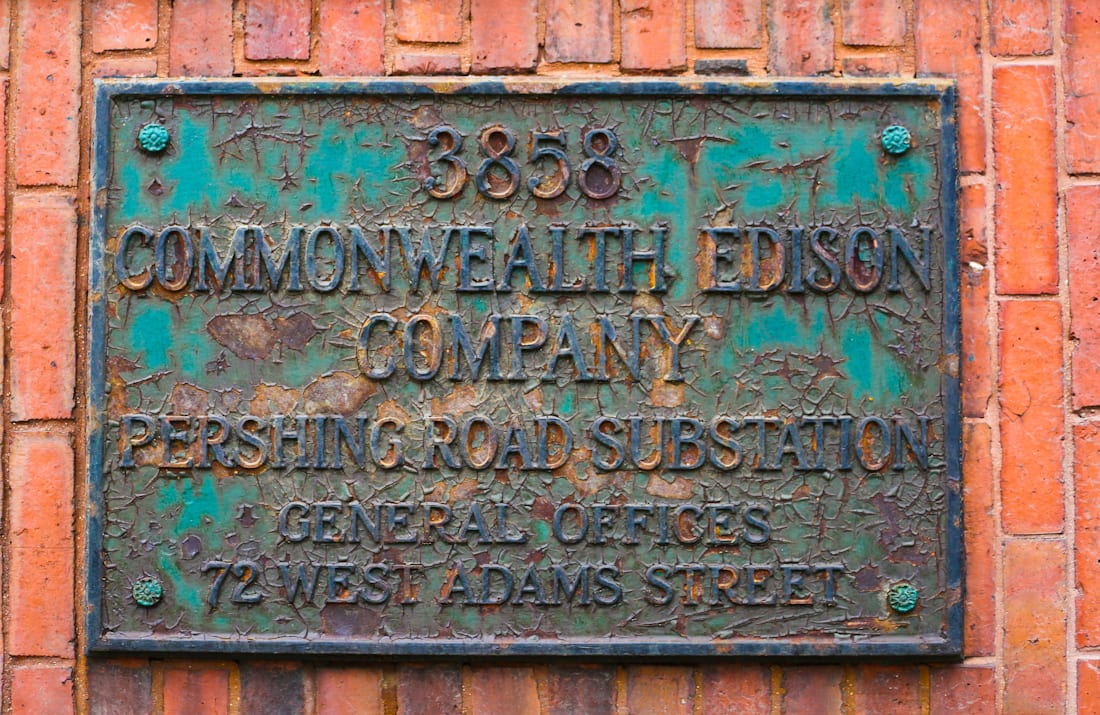 3858
COMMONWEALTH EDISON
COMPANY
PERSHING ROAD SUBSTATION
GENERAL OFFICES
72 WEST ADAMS STREET